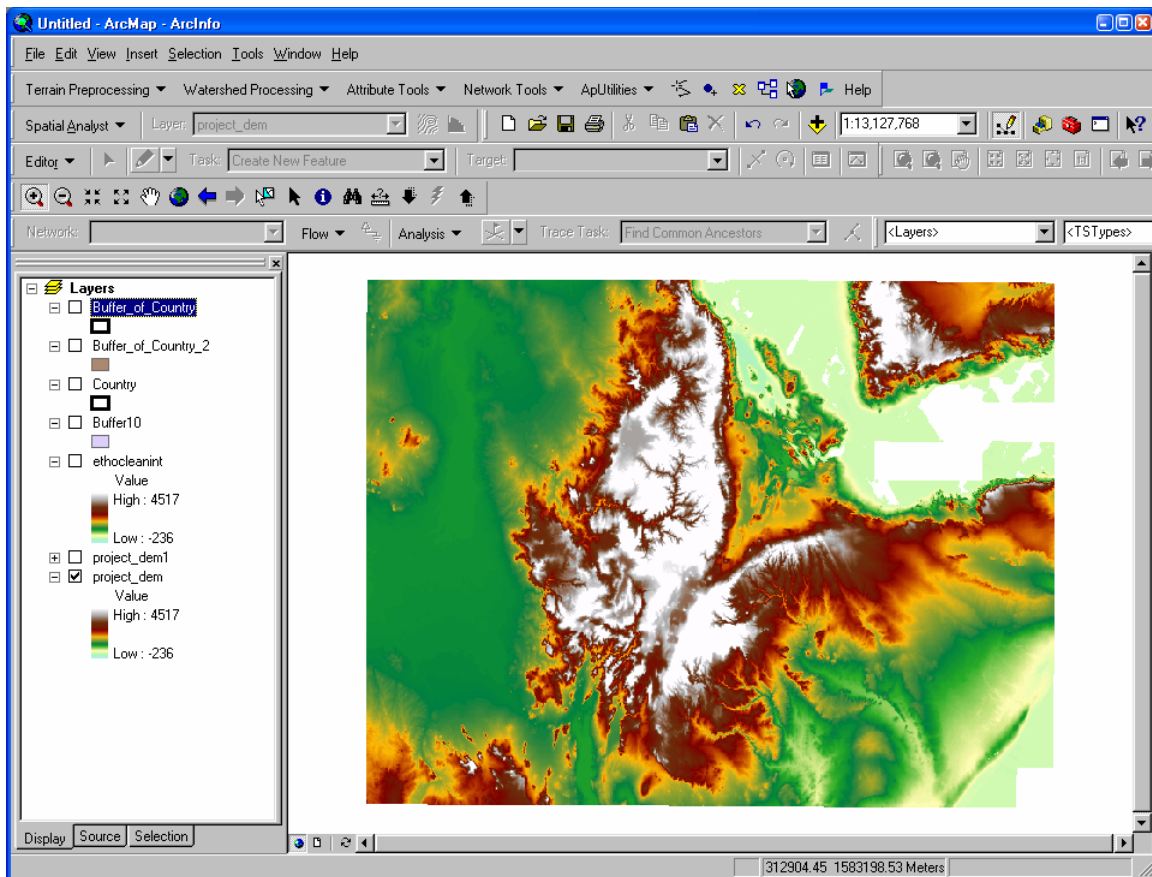 Untitled - ArcMap - ArcInfo
File Edit View Insert Selection Tools Window Help
Terrain Preprocessing Watershed Processing Attribute Tools Network Tools ApUtilities Help
Spatial Analyst Layer: project_dem 1:13,127,768
Editor Task: Create New Feature Target:
Network: Flow Analysis Trace Task: Find Common Ancestors <Layers> <TSTypes>
Layers
Buffer_of_Country
Buffer_of_Country_2
Country
Buffer10
ethocleanint
Value
High : 4517
Low : -236
project_dem1
project_dem
Value
High : 4517
Low : -236
Display Source Selection
312904.45 1583198.53 Meters